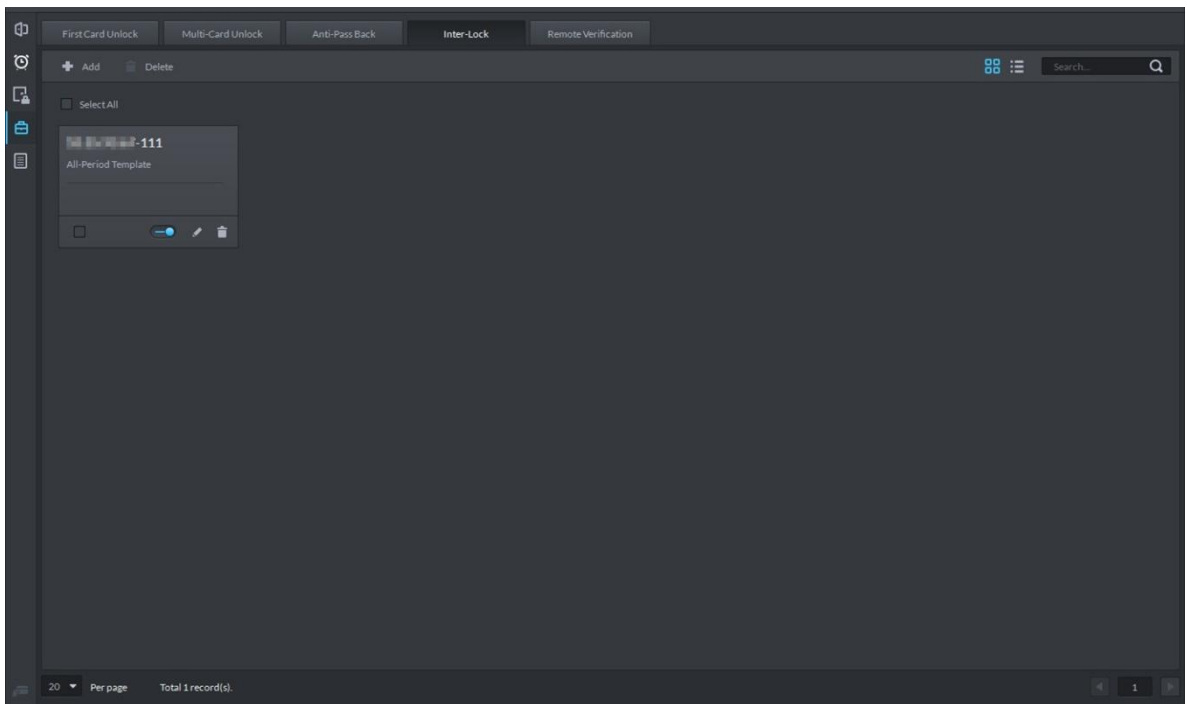 First Card Unlock Multi-Card Unlock Anti-Pass Back Inter-Lock Remote Verification
Add Delete Search...
Select All
-111
All-Period Template
20 Per page Total 1 record(s). 1